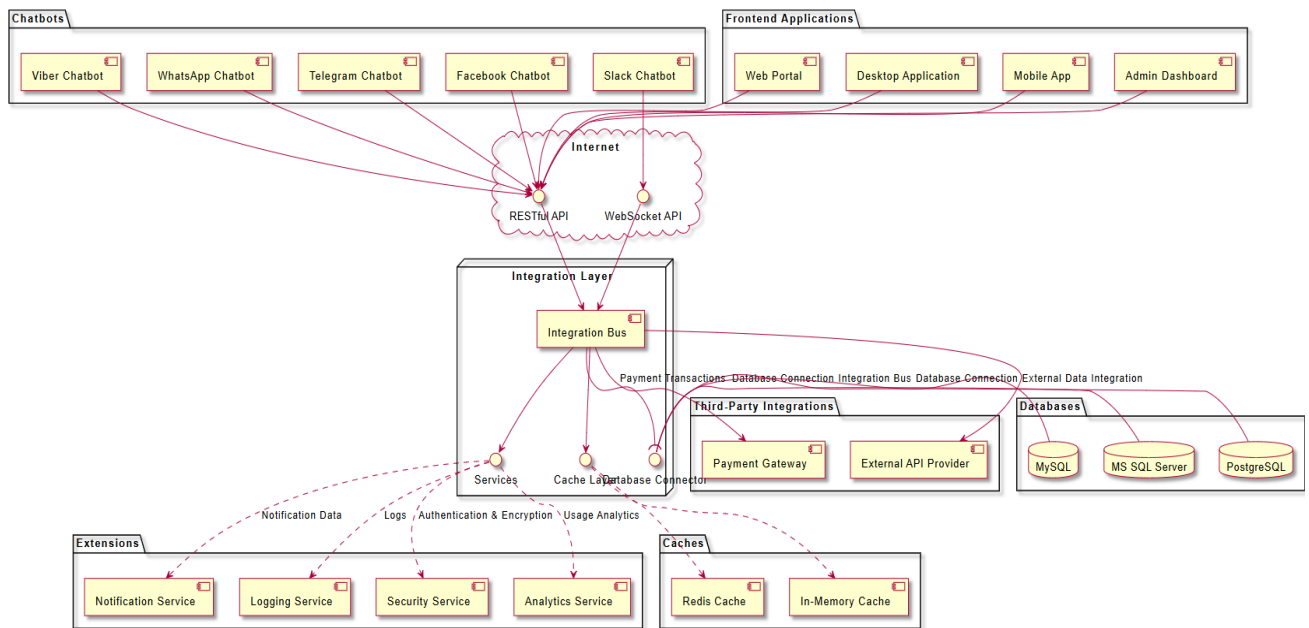 Chatbots
Frontend Applications
Viber Chatbot
WhatsApp Chatbot
Telegram Chatbot
Facebook Chatbot
Slack Chatbot
Web Portal
Desktop Application
Mobile App
Admin Dashboard
Internet
RESTful API
WebSocket API
Integration Layer
Integration Bus
Payment Transactions
Database Connection
Integration Bus
Database Connection
External Data Integration
Third-Party Integrations
Databases
Payment Gateway
External API Provider
MySQL
MS SQL Server
PostgreSQL
Services
Cache Layer
Database Connector
Notification Data
Logs
Authentication & Encryption
Usage Analytics
Extensions
Caches
Notification Service
Logging Service
Security Service
Analytics Service
Redis Cache
In-Memory Cache